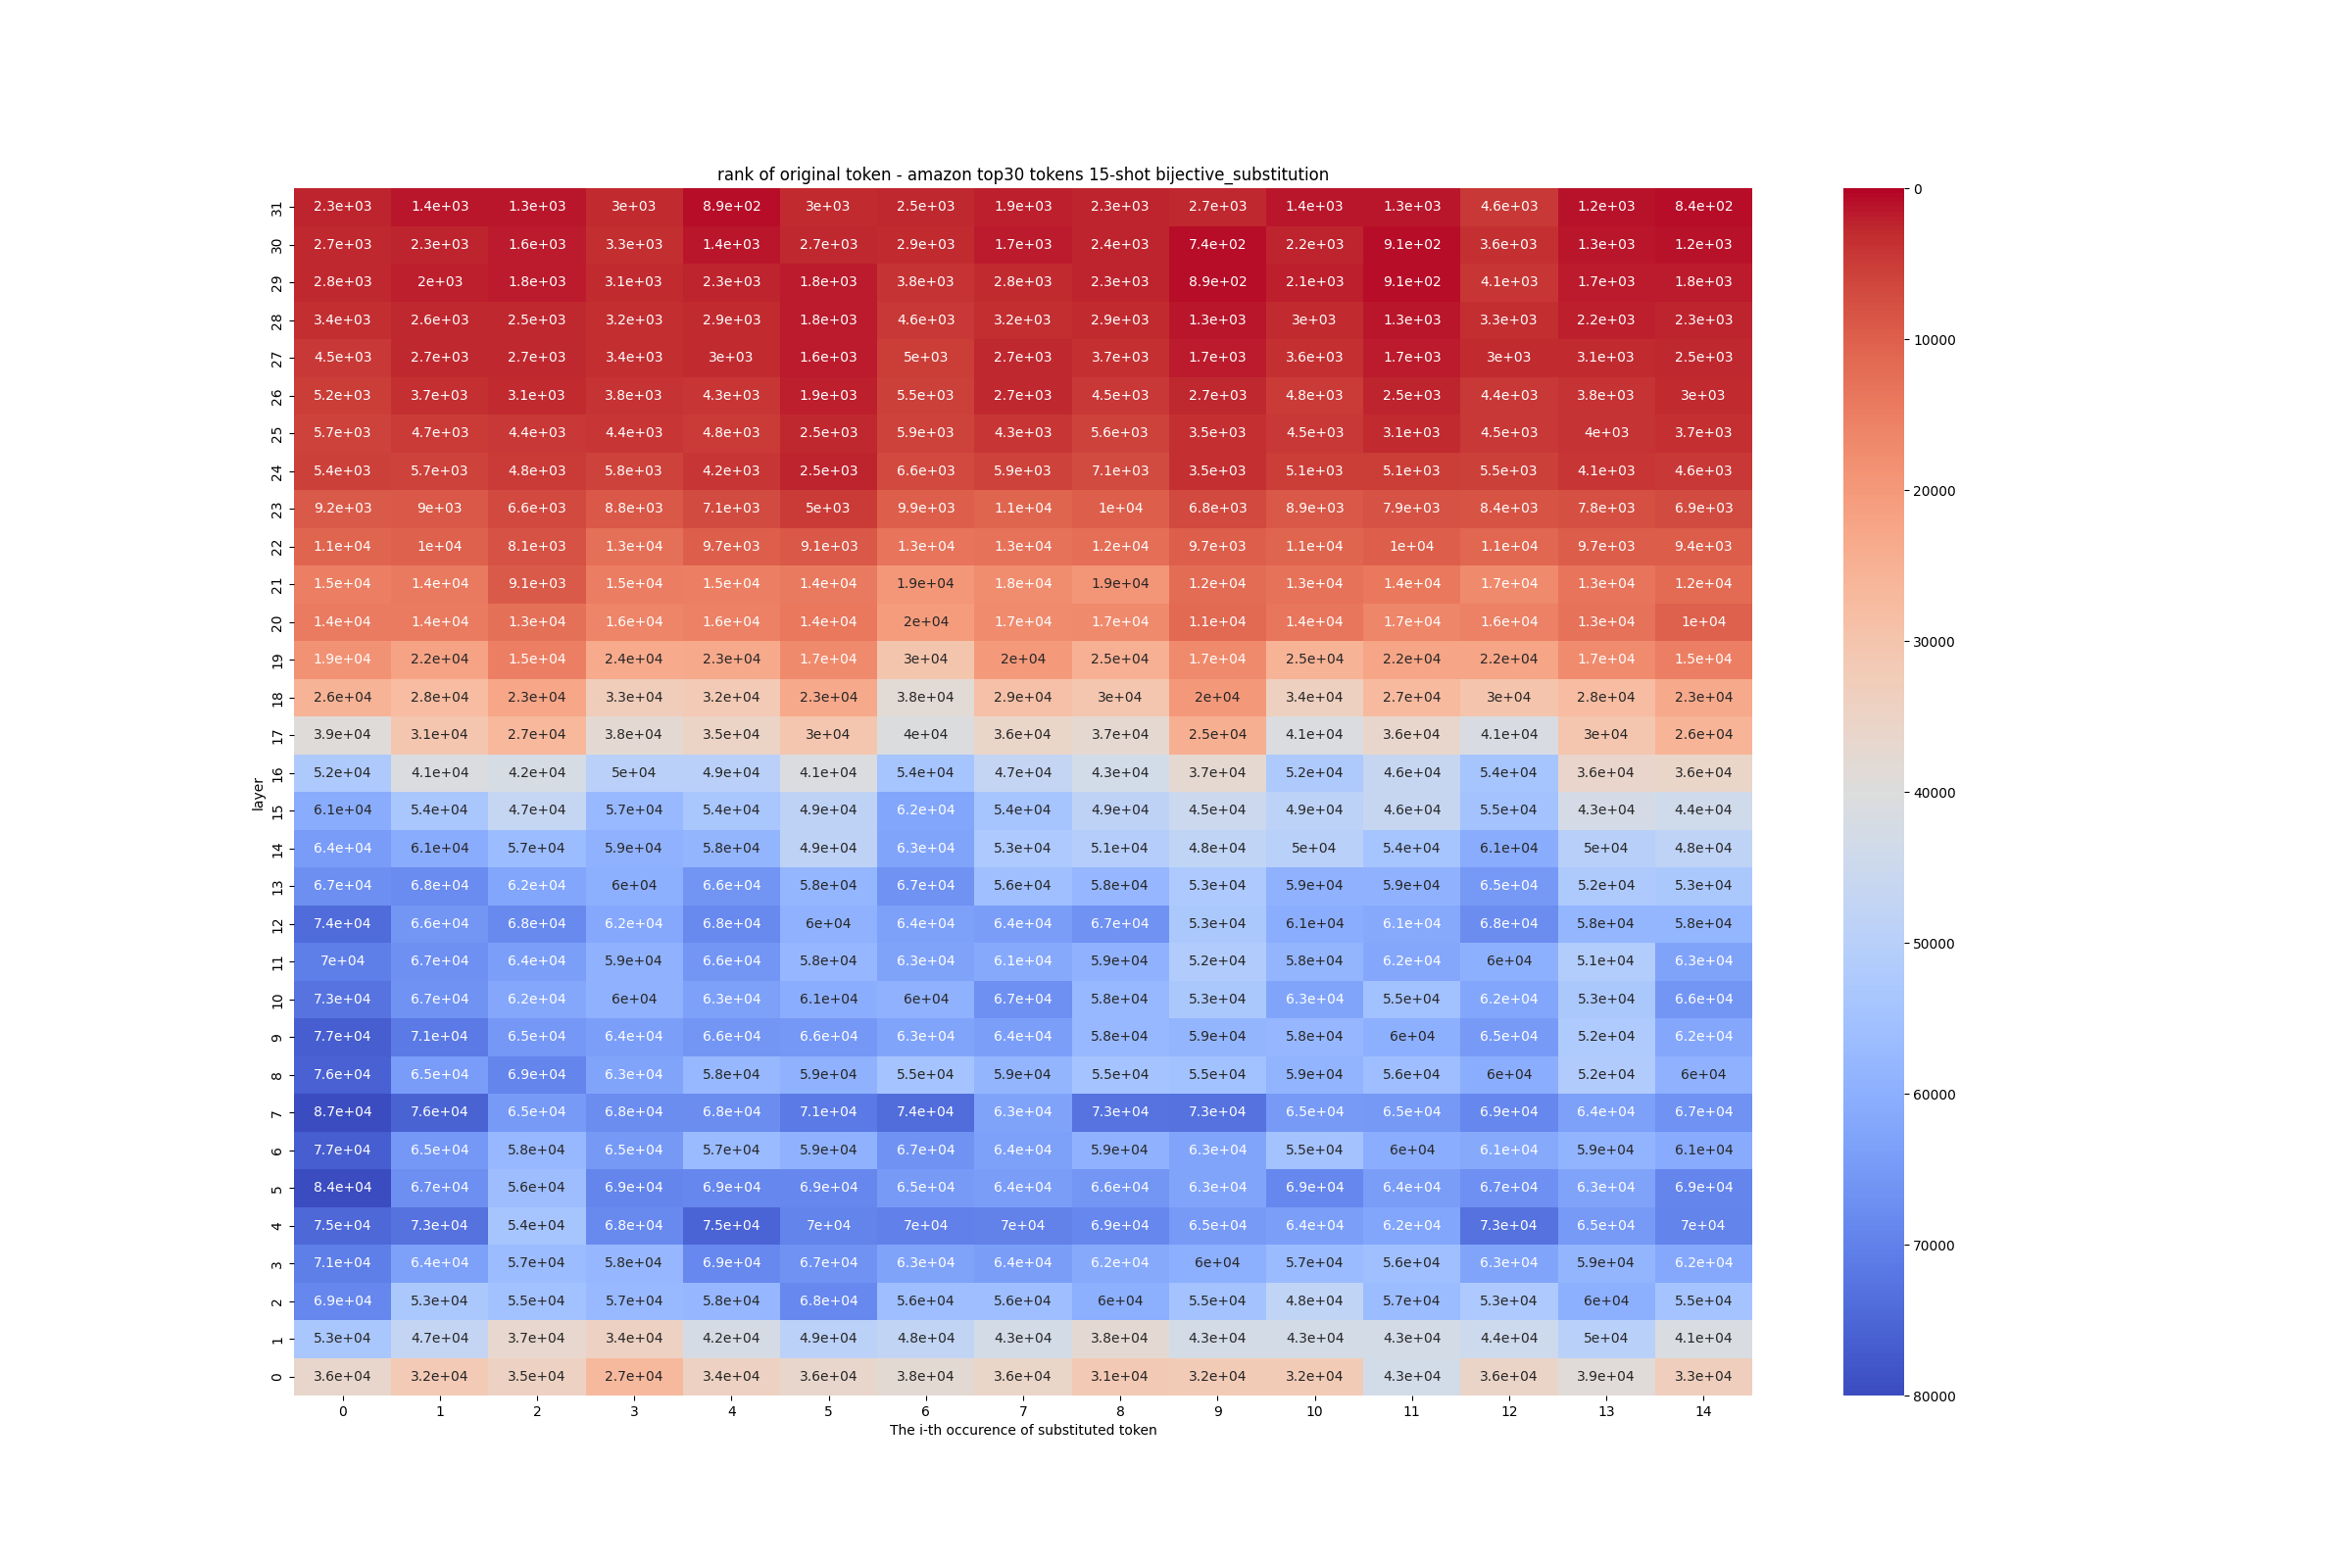 rank of original token - amazon top30 tokens 15-shot bijective_substitution
31 2.3e+03 1.4e+03 1.3e+03 3e+03 8.9e+02 3e+03 2.5e+03 1.9e+03 2.3e+03 2.7e+03 1.4e+03 1.3e+03 4.6e+03 1.2e+03 8.4e+02 0
30 2.7e+03 2.3e+03 1.6e+03 3.3e+03 1.4e+03 2.7e+03 2.9e+03 1.7e+03 2.4e+03 7.4e+02 2.2e+03 9.1e+02 3.6e+03 1.3e+03 1.2e+03
29 2.8e+03 2e+03 1.8e+03 3.1e+03 2.3e+03 1.8e+03 3.8e+03 2.8e+03 2.3e+03 8.9e+02 2.1e+03 9.1e+02 4.1e+03 1.7e+03 1.8e+03
28 3.4e+03 2.6e+03 2.5e+03 3.2e+03 2.9e+03 1.8e+03 4.6e+03 3.2e+03 2.9e+03 1.3e+03 3e+03 1.3e+03 3.3e+03 2.2e+03 2.3e+03
27 4.5e+03 2.7e+03 2.7e+03 3.4e+03 3e+03 1.6e+03 5e+03 2.7e+03 3.7e+03 1.7e+03 3.6e+03 1.7e+03 3e+03 3.1e+03 2.5e+03 10000
26 5.2e+03 3.7e+03 3.1e+03 3.8e+03 4.3e+03 1.9e+03 5.5e+03 2.7e+03 4.5e+03 2.7e+03 4.8e+03 2.5e+03 4.4e+03 3.8e+03 3e+03
25 5.7e+03 4.7e+03 4.4e+03 4.4e+03 4.8e+03 2.5e+03 5.9e+03 4.3e+03 5.6e+03 3.5e+03 4.5e+03 3.1e+03 4.5e+03 4e+03 3.7e+03
24 5.4e+03 5.7e+03 4.8e+03 5.8e+03 4.2e+03 2.5e+03 6.6e+03 5.9e+03 7.1e+03 3.5e+03 5.1e+03 5.1e+03 5.5e+03 4.1e+03 4.6e+03 20000
23 9.2e+03 9e+03 6.6e+03 8.8e+03 7.1e+03 5e+03 9.9e+03 1.1e+04 1e+04 6.8e+03 8.9e+03 7.9e+03 8.4e+03 7.8e+03 6.9e+03
22 1.1e+04 1e+04 8.1e+03 1.3e+04 9.7e+03 9.1e+03 1.3e+04 1.3e+04 1.2e+04 9.7e+03 1.1e+04 1e+04 1.1e+04 9.7e+03 9.4e+03
21 1.5e+04 1.4e+04 9.1e+03 1.5e+04 1.5e+04 1.4e+04 1.9e+04 1.8e+04 1.9e+04 1.2e+04 1.3e+04 1.4e+04 1.7e+04 1.3e+04 1.2e+04
20 1.4e+04 1.4e+04 1.3e+04 1.6e+04 1.6e+04 1.4e+04 2e+04 1.7e+04 1.7e+04 1.1e+04 1.4e+04 1.7e+04 1.6e+04 1.3e+04 1e+04
19 1.9e+04 2.2e+04 1.5e+04 2.4e+04 2.3e+04 1.7e+04 3e+04 2e+04 2.5e+04 1.7e+04 2.5e+04 2.2e+04 2.2e+04 1.7e+04 1.5e+04 30000
18 2.6e+04 2.8e+04 2.3e+04 3.3e+04 3.2e+04 2.3e+04 3.8e+04 2.9e+04 3e+04 2e+04 3.4e+04 2.7e+04 3e+04 2.8e+04 2.3e+04
17 3.9e+04 3.1e+04 2.7e+04 3.8e+04 3.5e+04 3e+04 4e+04 3.6e+04 3.7e+04 2.5e+04 4.1e+04 3.6e+04 4.1e+04 3e+04 2.6e+04
16 5.2e+04 4.1e+04 4.2e+04 5e+04 4.9e+04 4.1e+04 5.4e+04 4.7e+04 4.3e+04 3.7e+04 5.2e+04 4.6e+04 5.4e+04 3.6e+04 3.6e+04 40000
layer
15 6.1e+04 5.4e+04 4.7e+04 5.7e+04 5.4e+04 4.9e+04 6.2e+04 5.4e+04 4.9e+04 4.5e+04 4.9e+04 4.6e+04 5.5e+04 4.3e+04 4.4e+04
14 6.4e+04 6.1e+04 5.7e+04 5.9e+04 5.8e+04 4.9e+04 6.3e+04 5.3e+04 5.1e+04 4.8e+04 5e+04 5.4e+04 6.1e+04 5e+04 4.8e+04
13 6.7e+04 6.8e+04 6.2e+04 6e+04 6.6e+04 5.8e+04 6.7e+04 5.6e+04 5.8e+04 5.3e+04 5.9e+04 5.9e+04 6.5e+04 5.2e+04 5.3e+04
12 7.4e+04 6.6e+04 6.8e+04 6.2e+04 6.8e+04 6e+04 6.4e+04 6.4e+04 6.7e+04 5.3e+04 6.1e+04 6.1e+04 6.8e+04 5.8e+04 5.8e+04 50000
11 7e+04 6.7e+04 6.4e+04 5.9e+04 6.6e+04 5.8e+04 6.3e+04 6.1e+04 5.9e+04 5.2e+04 5.8e+04 6.2e+04 6e+04 5.1e+04 6.3e+04
10 7.3e+04 6.7e+04 6.2e+04 6e+04 6.3e+04 6.1e+04 6e+04 6.7e+04 5.8e+04 5.3e+04 6.3e+04 5.5e+04 6.2e+04 5.3e+04 6.6e+04
9 7.7e+04 7.1e+04 6.5e+04 6.4e+04 6.6e+04 6.6e+04 6.3e+04 6.4e+04 5.8e+04 5.9e+04 5.8e+04 6e+04 6.5e+04 5.2e+04 6.2e+04
8 7.6e+04 6.5e+04 6.9e+04 6.3e+04 5.8e+04 5.9e+04 5.5e+04 5.9e+04 5.5e+04 5.5e+04 5.9e+04 5.6e+04 6e+04 5.2e+04 6e+04 60000
7 8.7e+04 7.6e+04 6.5e+04 6.8e+04 6.8e+04 7.1e+04 7.4e+04 6.3e+04 7.3e+04 7.3e+04 6.5e+04 6.5e+04 6.9e+04 6.4e+04 6.7e+04
6 7.7e+04 6.5e+04 5.8e+04 6.5e+04 5.7e+04 5.9e+04 6.7e+04 6.4e+04 5.9e+04 6.3e+04 5.5e+04 6e+04 6.1e+04 5.9e+04 6.1e+04
5 8.4e+04 6.7e+04 5.6e+04 6.9e+04 6.9e+04 6.9e+04 6.5e+04 6.4e+04 6.6e+04 6.3e+04 6.9e+04 6.4e+04 6.7e+04 6.3e+04 6.9e+04
4 7.5e+04 7.3e+04 5.4e+04 6.8e+04 7.5e+04 7e+04 7e+04 7e+04 6.9e+04 6.5e+04 6.4e+04 6.2e+04 7.3e+04 6.5e+04 7e+04 70000
3 7.1e+04 6.4e+04 5.7e+04 5.8e+04 6.9e+04 6.7e+04 6.3e+04 6.4e+04 6.2e+04 6e+04 5.7e+04 5.6e+04 6.3e+04 5.9e+04 6.2e+04
2 6.9e+04 5.3e+04 5.5e+04 5.7e+04 5.8e+04 6.8e+04 5.6e+04 5.6e+04 6e+04 5.5e+04 4.8e+04 5.7e+04 5.3e+04 6e+04 5.5e+04
1 5.3e+04 4.7e+04 3.7e+04 3.4e+04 4.2e+04 4.9e+04 4.8e+04 4.3e+04 3.8e+04 4.3e+04 4.3e+04 4.3e+04 4.4e+04 5e+04 4.1e+04
0 3.6e+04 3.2e+04 3.5e+04 2.7e+04 3.4e+04 3.6e+04 3.8e+04 3.6e+04 3.1e+04 3.2e+04 3.2e+04 4.3e+04 3.6e+04 3.9e+04 3.3e+04 80000
0 1 2 3 4 5 6 7 8 9 10 11 12 13 14
The i-th occurence of substituted token